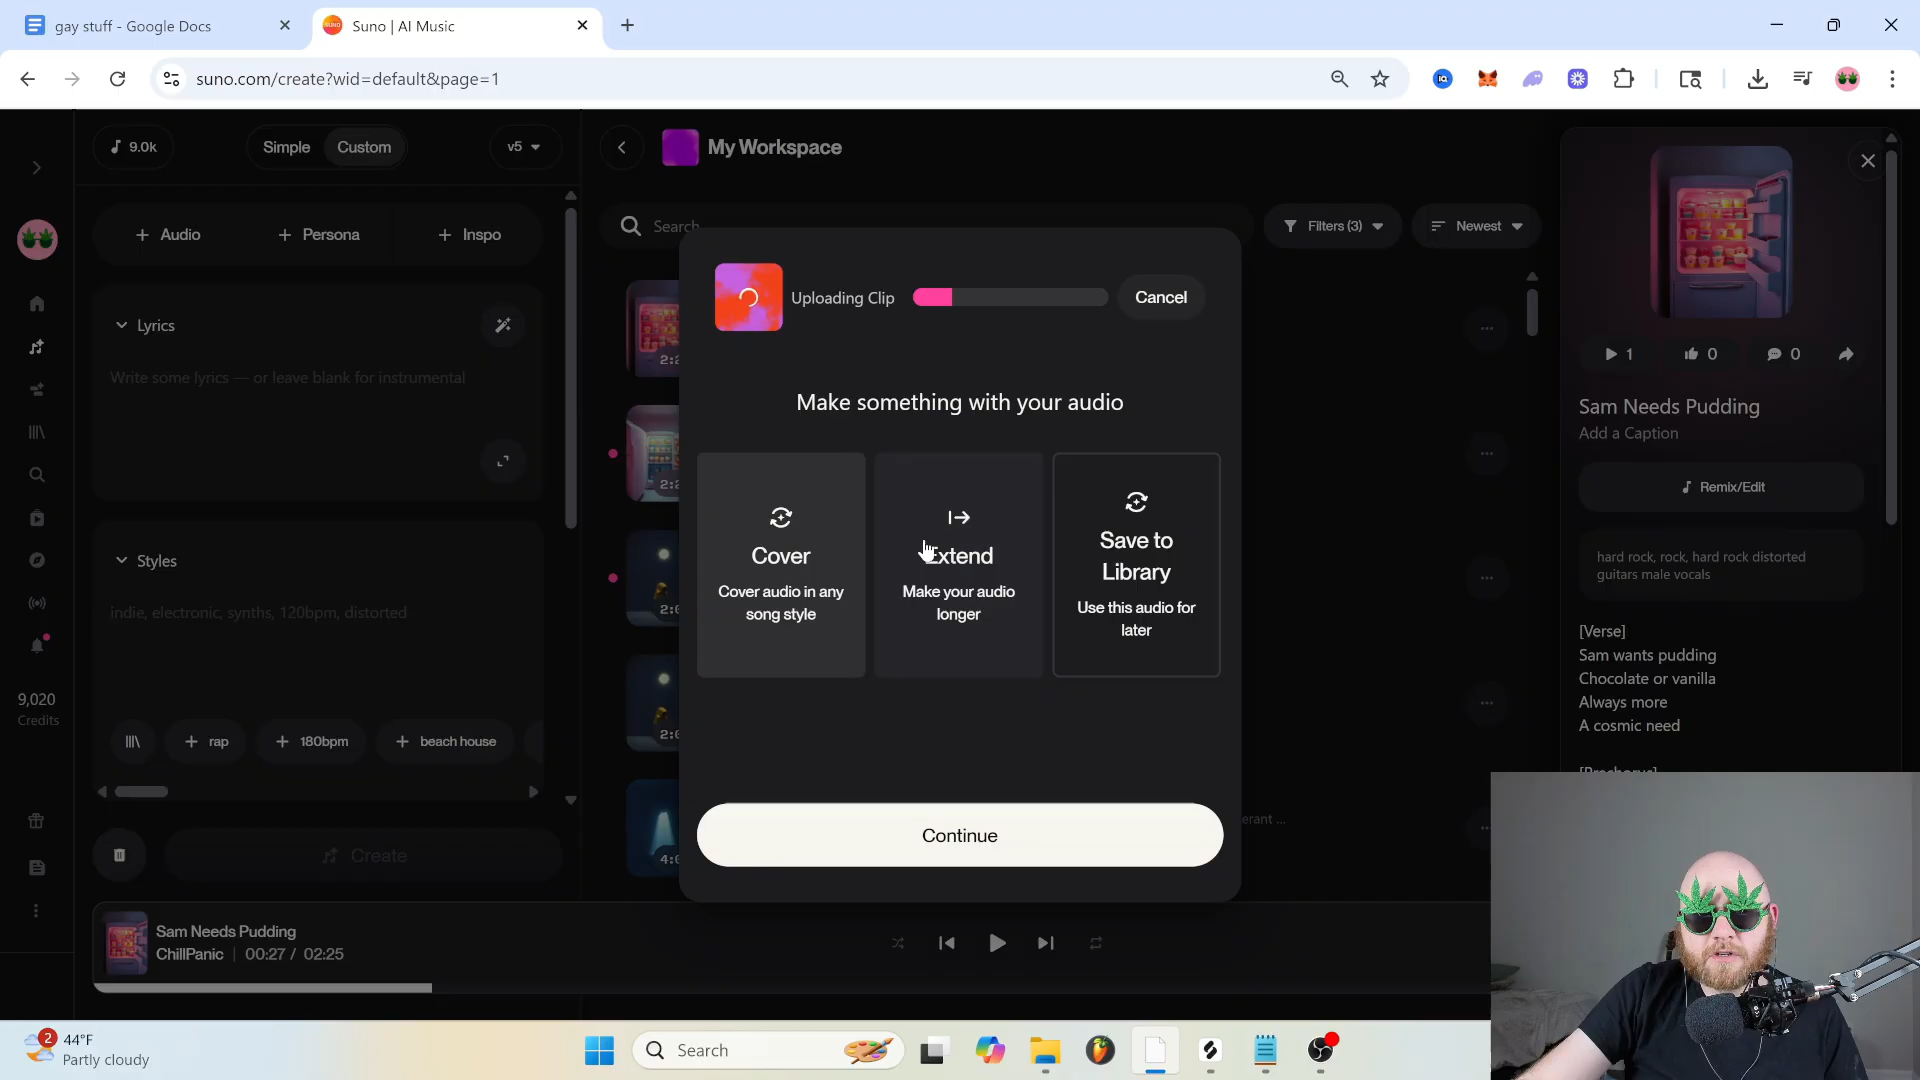 gay stuff - Google Docs
Suno | AI Music
suno.com/create?wid=default&page=1
9.0k
Simple
Custom
v5
My Workspace
Audio
Persona
Inspo
Search
Filters (3)
Newest
Lyrics
Write some lyrics — or leave blank for instrumental
Styles
indie, electronic, synths, 120bpm, distorted
9,020
Credits
rap
180bpm
beach house
Create
Uploading Clip
Cancel
Make something with your audio
Cover
Cover audio in any
song style
Extend
Make your audio
longer
Save to
Library
Use this audio for
later
Continue
1
0
0
Sam Needs Pudding
Add a Caption
Remix/Edit
hard rock, rock, hard rock distorted
guitars male vocals
[Verse]
Sam wants pudding
Chocolate or vanilla
Always more
A cosmic need
Sam Needs Pudding
ChillPanic
00:27 / 02:25
2
44°F
Partly cloudy
Search